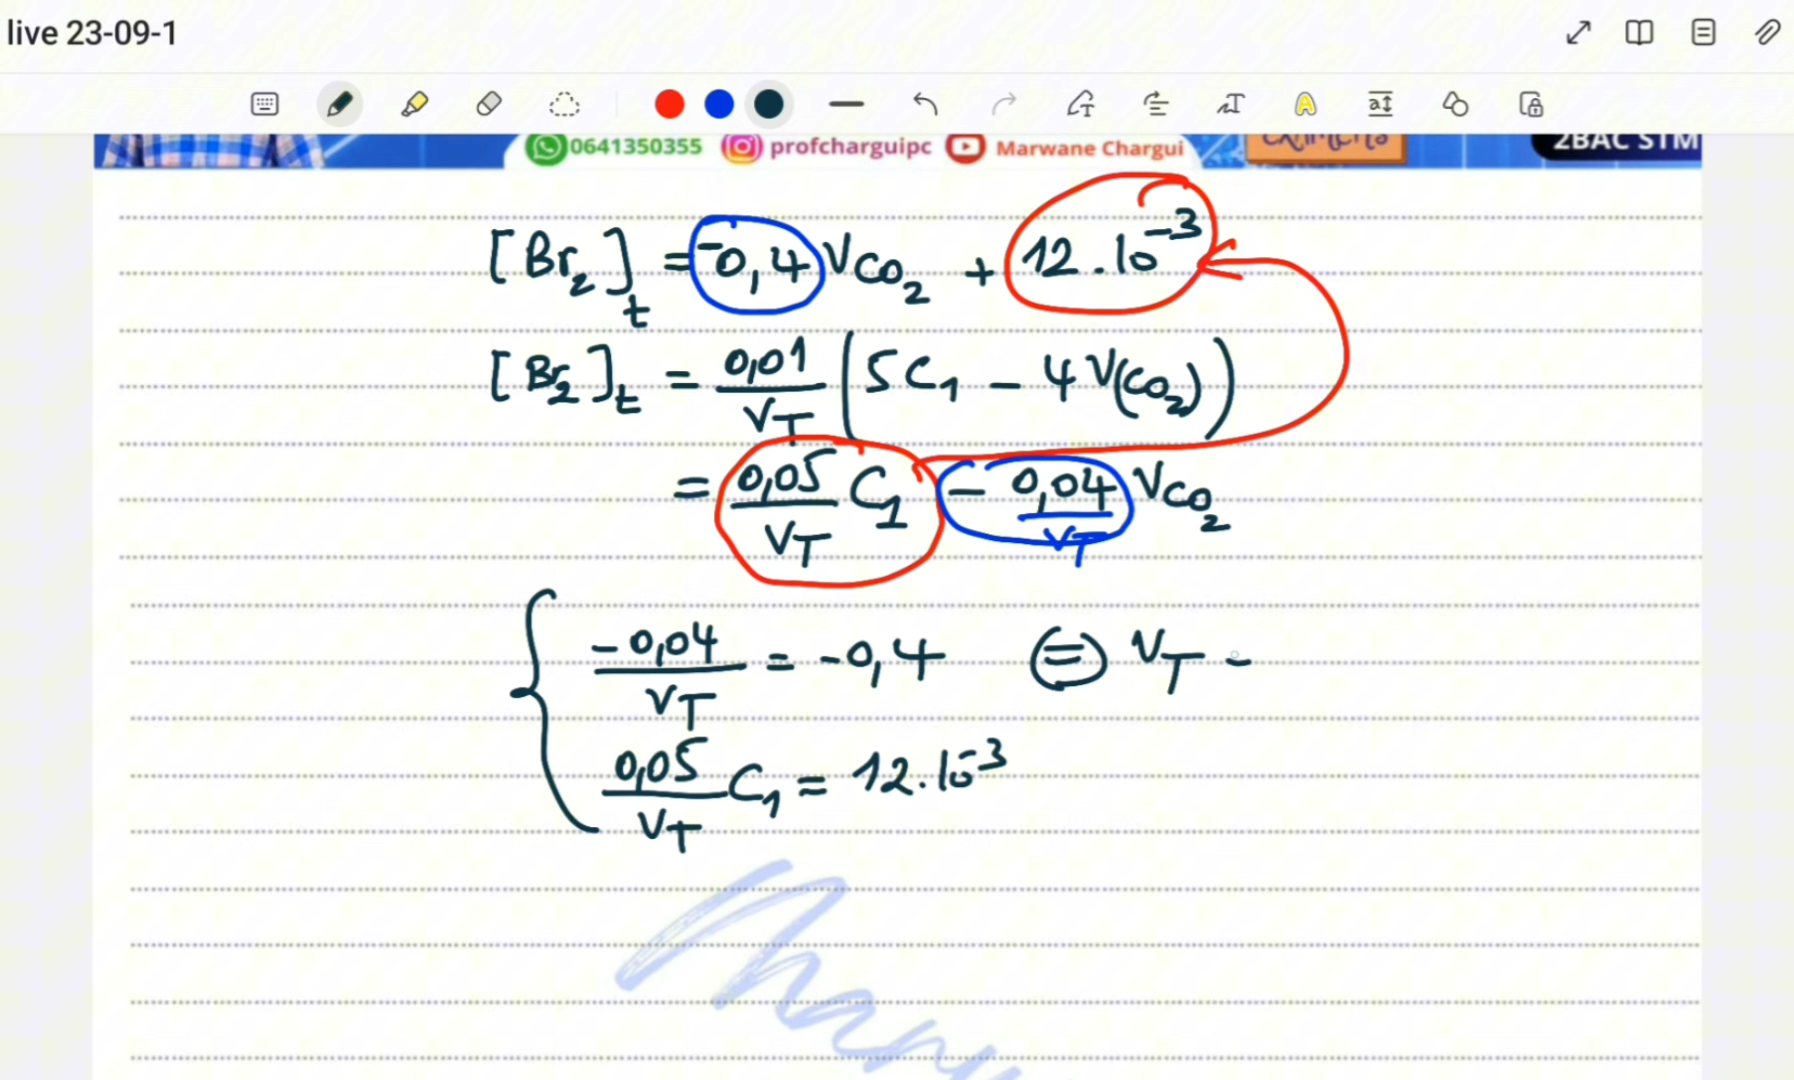 live 23-09-1
0641350355 profcharguipc Marwane Chargui 2BAC STM
[Br₂]t = -0,4 VCO₂ + 12.10⁻³
[Br₂]t = 0,01/VT (5C₁ - 4V(CO₂))
= 0,05/VT C₁ - 0,04/VT VCO₂
{ -0,04/VT = -0,4 ⇔ VT -
0,05/VT C₁ = 12.10⁻³